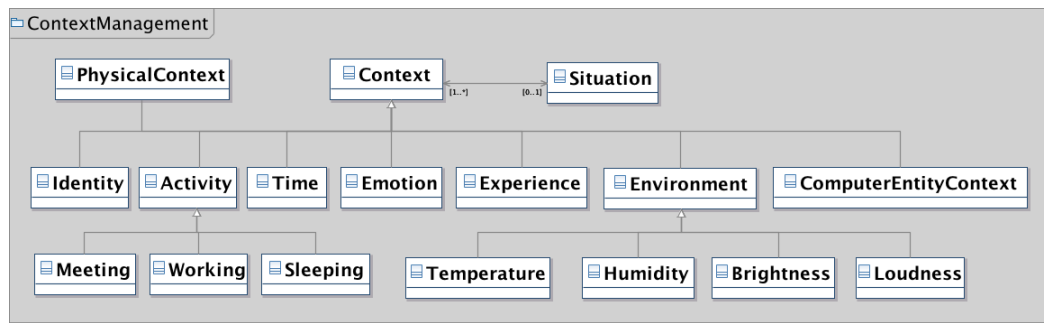 ContextManagement
PhysicalContext
Context
[1..*]
[0..1]
Situation
Identity
Activity
Time
Emotion
Experience
Environment
ComputerEntityContext
Meeting
Working
Sleeping
Temperature
Humidity
Brightness
Loudness